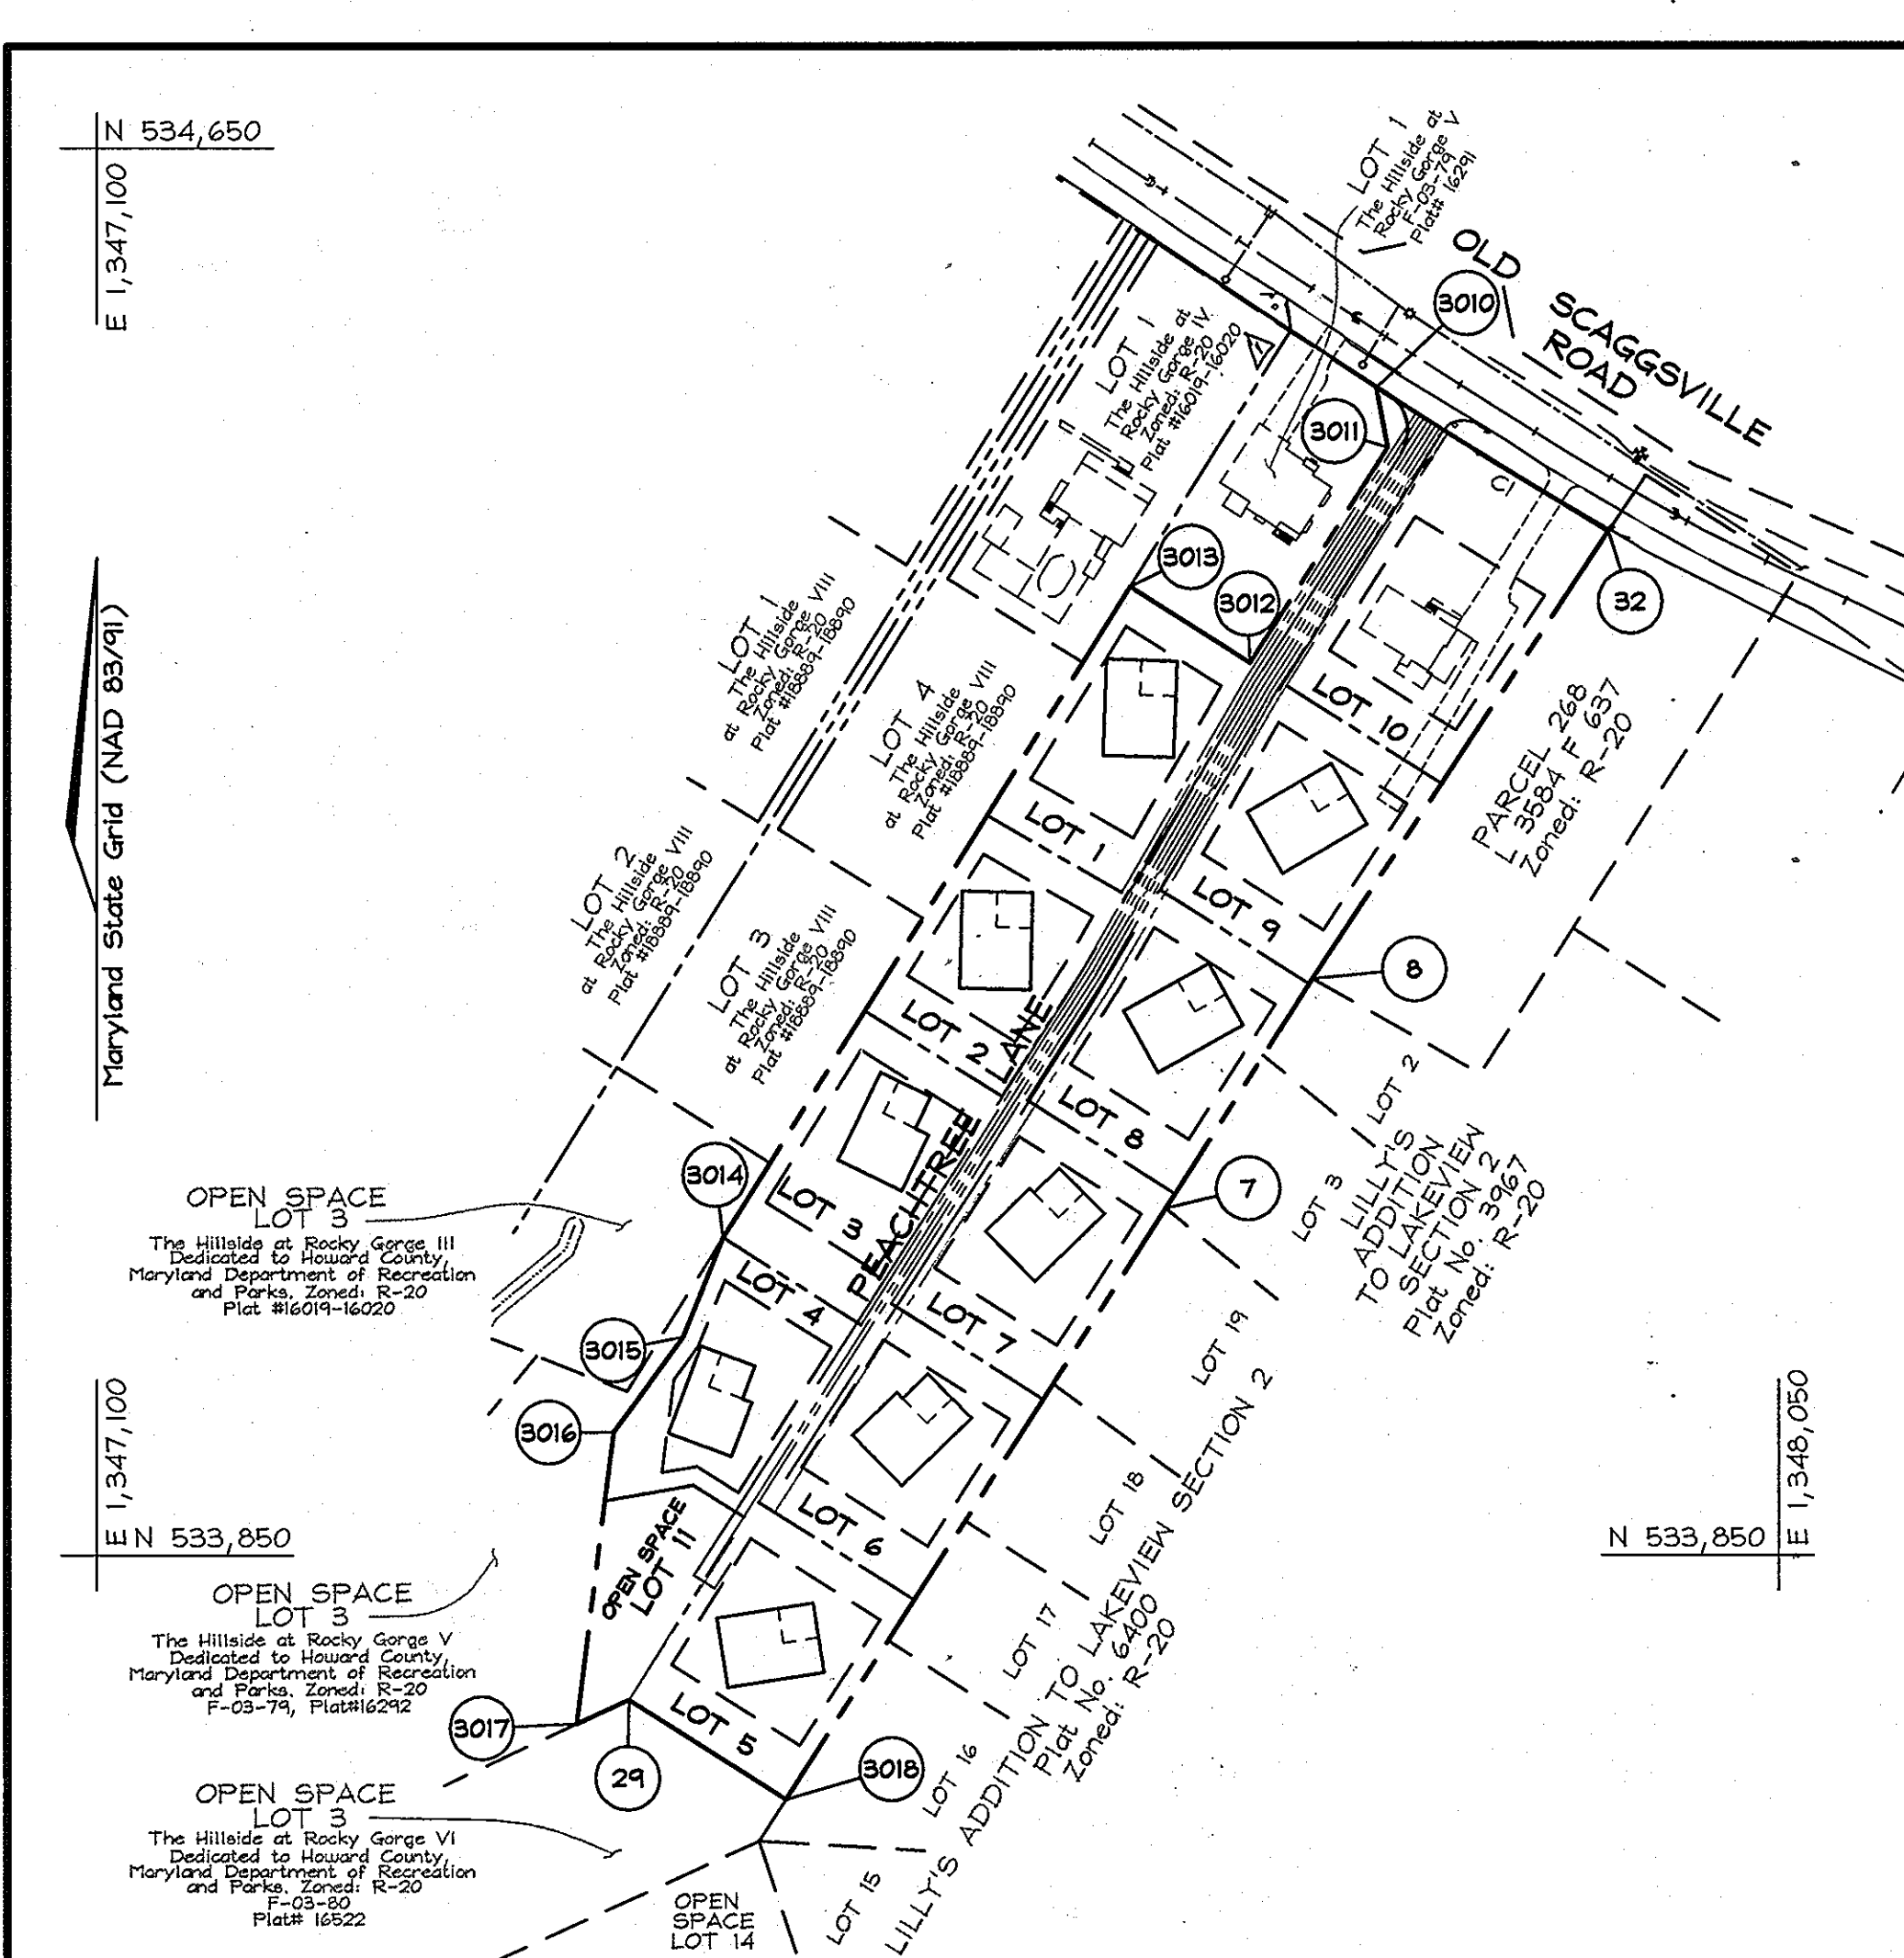 N 534,650
E 1,347,100
LOT 1
The Hillside at
Rocky Gorge V
F-03-79
Plat# 16291
OLD
SCAGGSVILLE
ROAD
3010
LOT 1
The Hillside at
Rocky Gorge IV
Zoned: R-20
Plat #16019-16020
1
3011
C1
3013
3012
32
Maryland State Grid (NAD 83/91)
LOT 1
The Hillside
at Rocky Gorge VIII
Zoned: R-20
Plat #18889-18890
LOT 4
The Hillside
at Rocky Gorge VIII
Zoned: R-20
Plat #18889-18890
LOT 10
PARCEL 268
L 3584 F 637
Zoned: R-20
LOT 1
LOT 2
The Hillside
at Rocky Gorge VIII
Zoned: R-20
Plat #18889-18890
LOT 3
The Hillside
at Rocky Gorge VIII
Zoned: R-20
Plat #18889-18890
LOT 9
8
LOT 2
PEACHTREE LANE
LOT 8
LOT 2
LOT 3
LILLY'S
ADDITION
TO LAKEVIEW
SECTION 2
Plat No. 3967
Zoned: R-20
7
3014
OPEN SPACE
LOT 3
The Hillside at Rocky Gorge III
Dedicated to Howard County,
Maryland Department of Recreation
and Parks. Zoned: R-20
Plat #16019-16020
LOT 3
LOT 4
LOT 7
3015
LOT 19
3016
E 1,347,100
N 533,850
E 1,348,050
N 533,850
LOT 18
LOT 6
OPEN SPACE
LOT 11
OPEN SPACE
LOT 3
The Hillside at Rocky Gorge V
Dedicated to Howard County,
Maryland Department of Recreation
and Parks. Zoned: R-20
F-03-79, Plat#16292
LOT 17
LILLY'S ADDITION TO LAKEVIEW SECTION 2
Plat No. 6400
Zoned: R-20
3017
LOT 5
29
3018
LOT 16
OPEN SPACE
LOT 3
The Hillside at Rocky Gorge VI
Dedicated to Howard County,
Maryland Department of Recreation
and Parks. Zoned: R-20
F-03-80
Plat# 16522
LOT 15
OPEN
SPACE
LOT 14